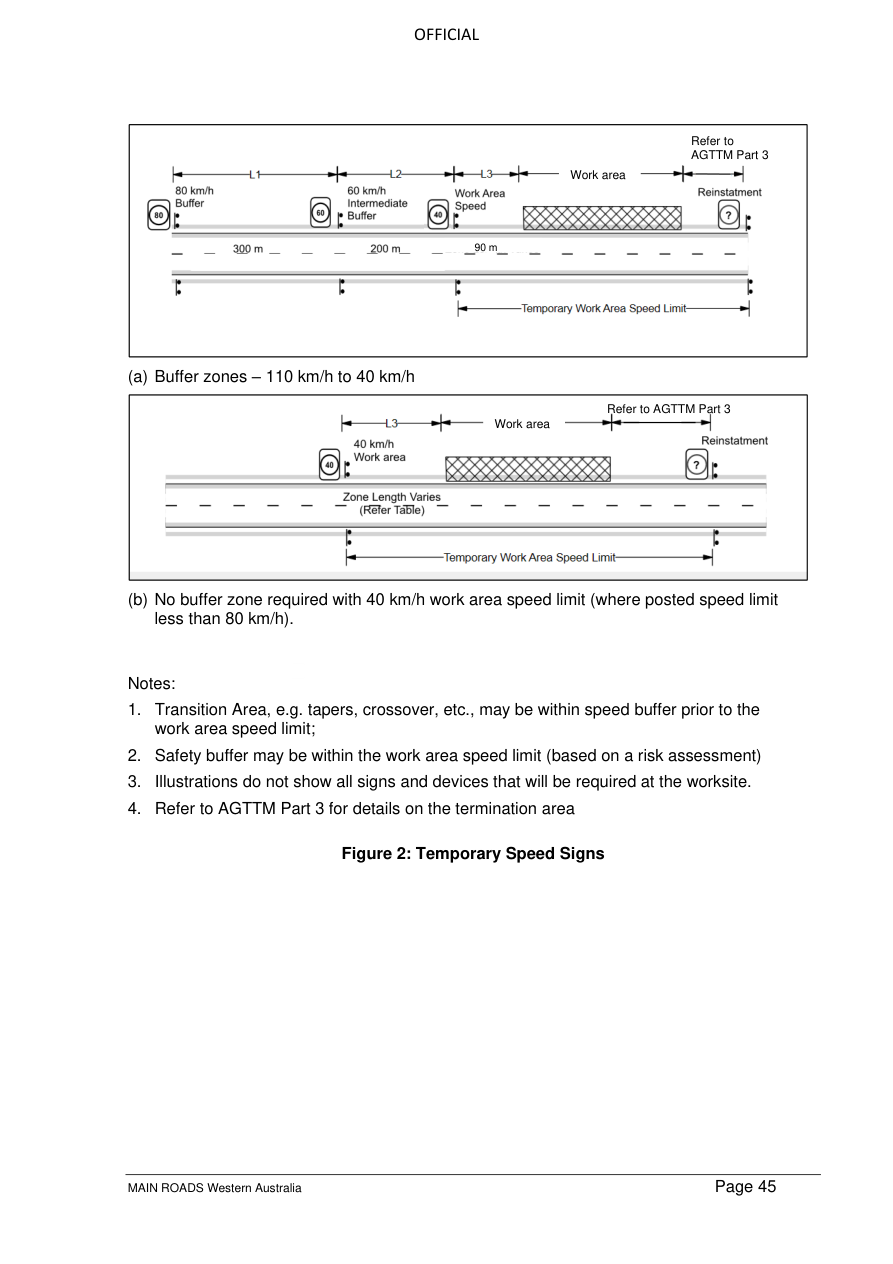 OFFICIAL
Refer to
AGTTM Part 3
L1
L2
L3
Work area
80 km/h
Buffer
60 km/h
Intermediate
Buffer
Work Area
Speed
Reinstatment
80
60
40
?
300 m
200 m
90 m
Temporary Work Area Speed Limit
(a) Buffer zones – 110 km/h to 40 km/h
Refer to AGTTM Part 3
L3
Work area
40 km/h
Work area
Reinstatment
40
?
Zone Length Varies
(Refer Table)
Temporary Work Area Speed Limit
(b) No buffer zone required with 40 km/h work area speed limit (where posted speed limit
less than 80 km/h).
Notes:
1. Transition Area, e.g. tapers, crossover, etc., may be within speed buffer prior to the
work area speed limit;
2. Safety buffer may be within the work area speed limit (based on a risk assessment)
3. Illustrations do not show all signs and devices that will be required at the worksite.
4. Refer to AGTTM Part 3 for details on the termination area
Figure 2: Temporary Speed Signs
MAIN ROADS Western Australia
Page 45